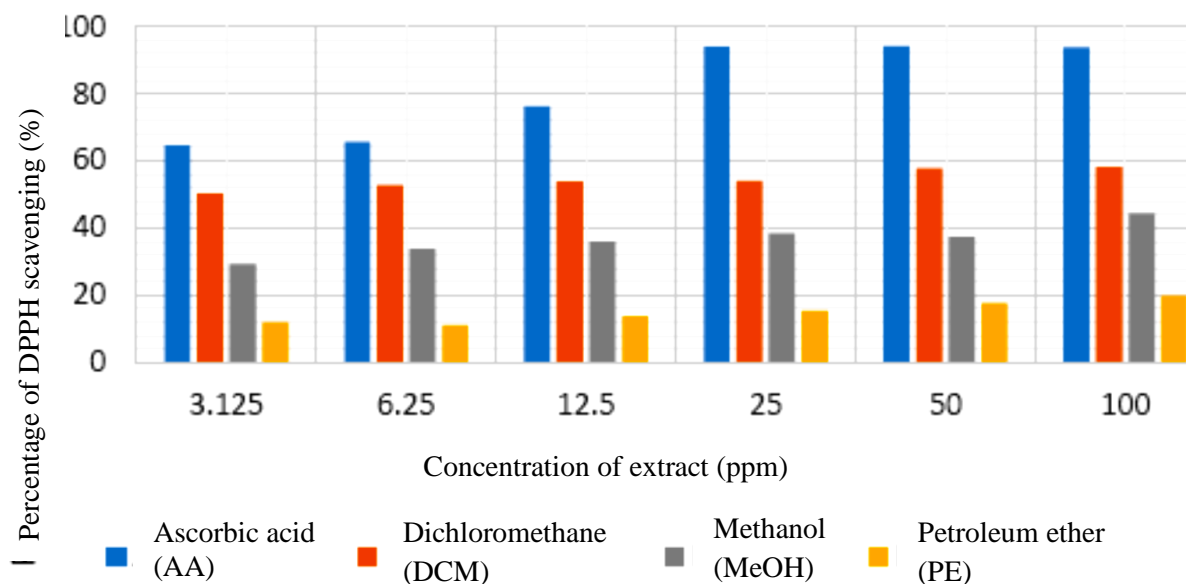 100
80
60
40
20
0
Percentage of DPPH scavenging (%)
3.125 6.25 12.5 25 50 100
Concentration of extract (ppm)
Ascorbic acid
(AA)
Dichloromethane
(DCM)
Methanol
(MeOH)
Petroleum ether
(PE)